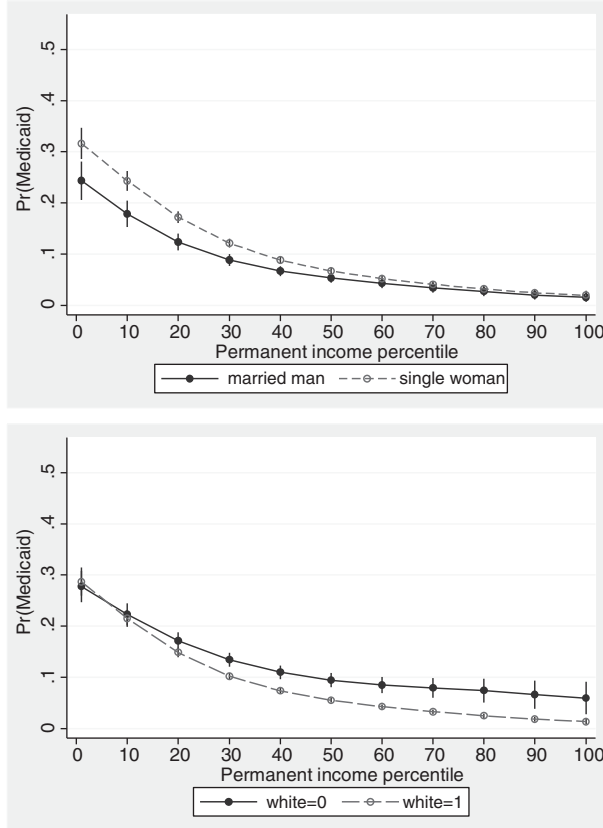 Pr(Medicaid)
.5
.4
.3
.2
.1
0
0 10 20 30 40 50 60 70 80 90 100
Permanent income percentile
married man single woman
Pr(Medicaid)
.5
.4
.3
.2
.1
0
0 10 20 30 40 50 60 70 80 90 100
Permanent income percentile
white=0 white=1